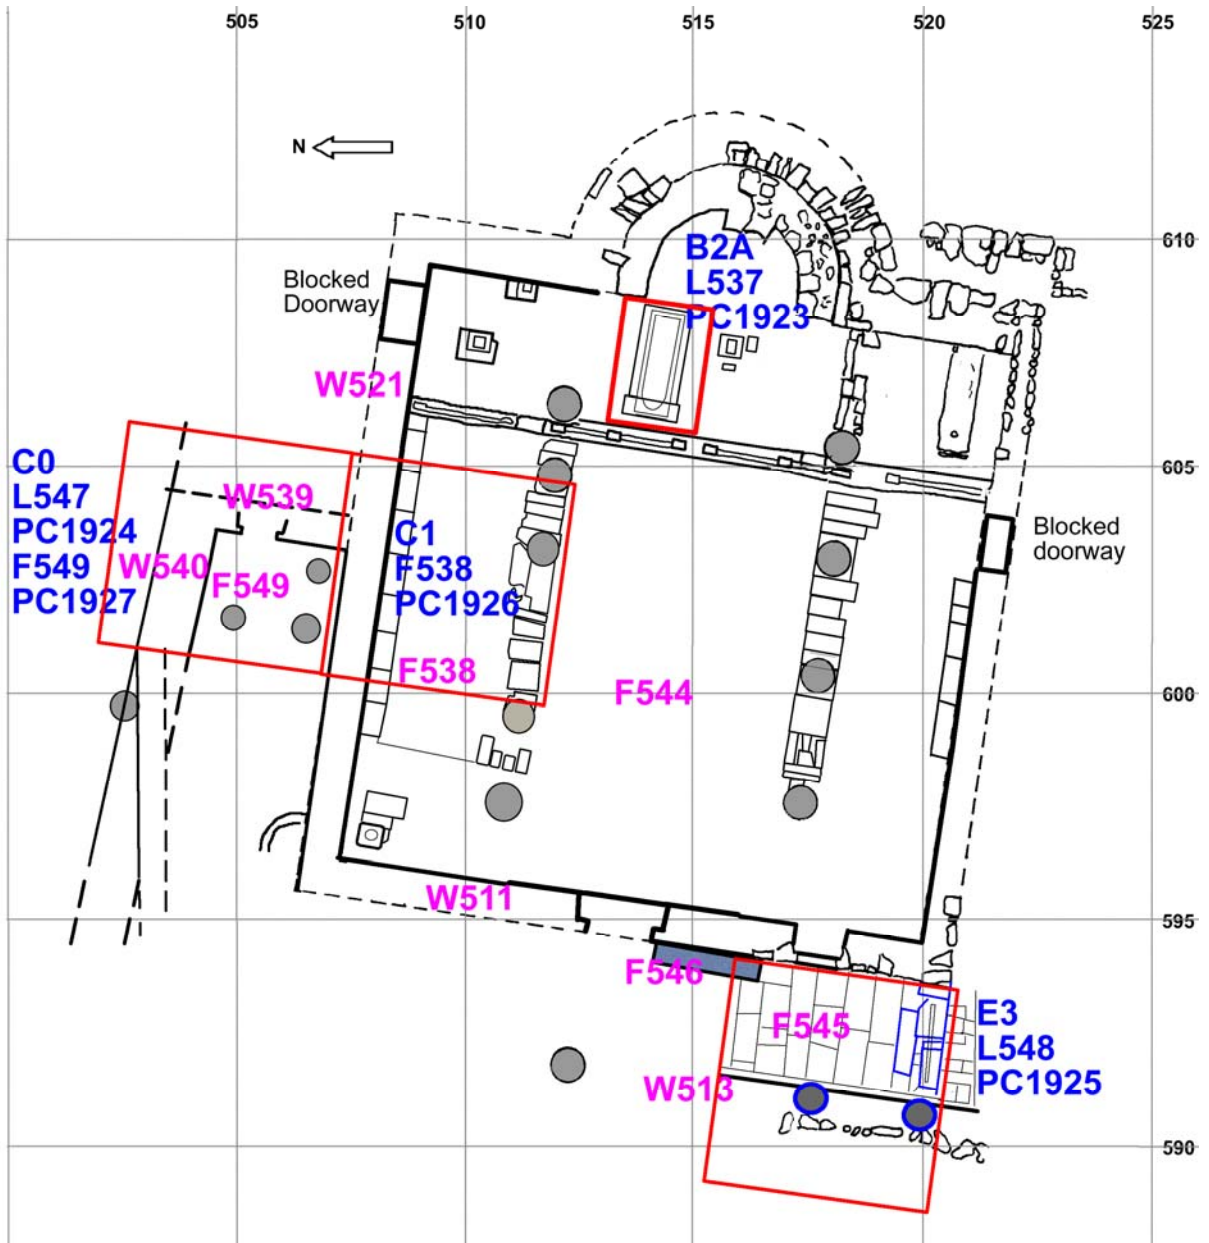 505
510
515
520
525
N
610
B2A
L537
PC1923
Blocked
Doorway
W521
605
C0
L547
PC1924
F549
PC1927
W539
W540
F549
C1
F538
PC1926
Blocked
doorway
F538
F544
600
W511
595
F546
F545
E3
L548
PC1925
W513
590